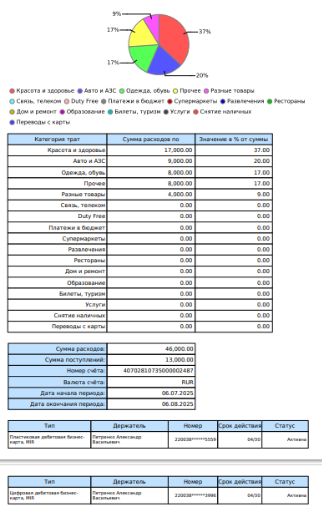 9%
37%
17%
17%
20%
Красота и здоровье Авто и АЗС Одежда, обувь Прочее Разные товары
Связь, телеком Duty Free Платежи в бюджет Супермаркеты Развлечения Рестораны
Дом и ремонт Образование Билеты, туризм Услуги Снятие наличных
Переводы с карты
Категория трат Сумма расходов по Значение в % от суммы
Красота и здоровье 17,000.00 37.00
Авто и АЗС 9,000.00 20.00
Одежда, обувь 8,000.00 17.00
Прочее 8,000.00 17.00
Разные товары 4,000.00 9.00
Связь, телеком 0.00 0.00
Duty Free 0.00 0.00
Платежи в бюджет 0.00 0.00
Супермаркеты 0.00 0.00
Развлечения 0.00 0.00
Рестораны 0.00 0.00
Дом и ремонт 0.00 0.00
Образование 0.00 0.00
Билеты, туризм 0.00 0.00
Услуги 0.00 0.00
Снятие наличных 0.00 0.00
Переводы с карты 0.00 0.00
Сумма расходов: 46,000.00
Сумма поступлений: 13,000.00
Номер счёта: 40702810735000002487
Валюта счёта: RUR
Дата начала периода: 06.07.2025
Дата окончания периода: 06.08.2025
Тип Держатель Номер Срок действия Статус
Пластиковая дебетовая бизнес-карта, MIR Петренко Александр Васильевич 220038******5559 04/30 Активна
Тип Держатель Номер Срок действия Статус
Цифровая дебетовая бизнес-карта, MIR Петренко Александр Васильевич 220038******3998 04/30 Активна